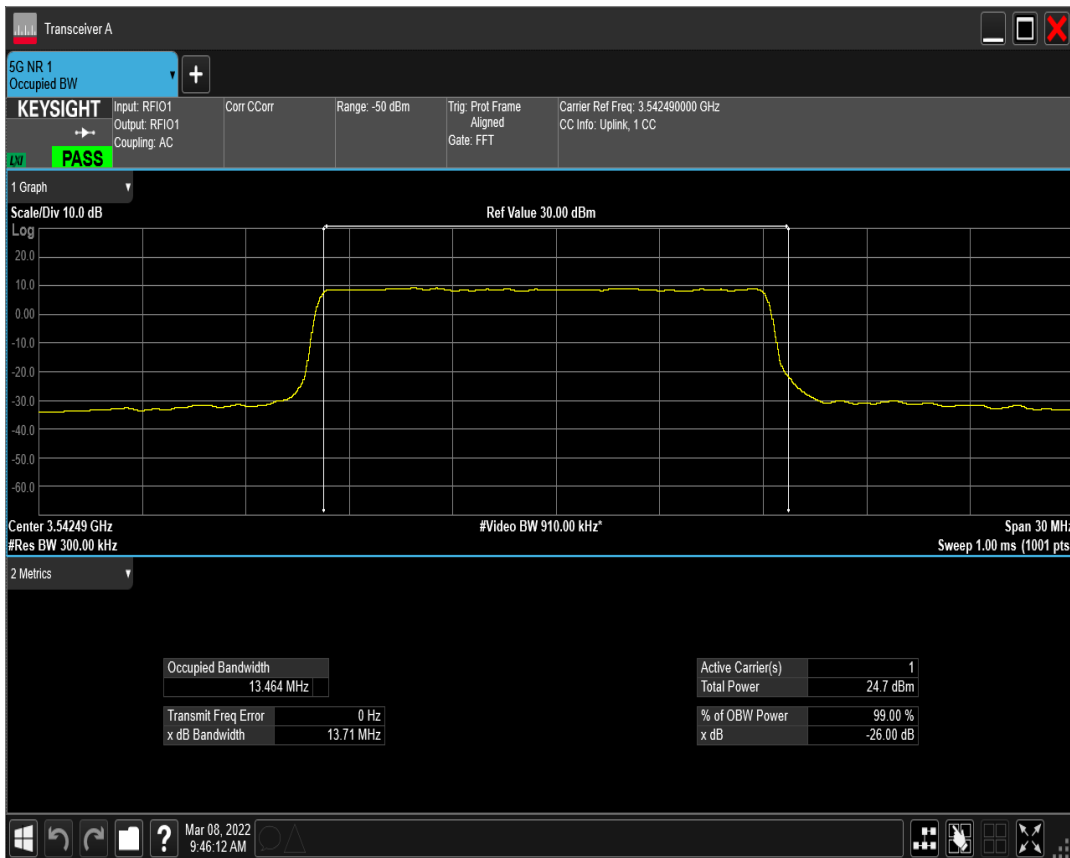 Transceiver A
5G NR 1
Occupied BW
+
KEYSIGHT
LXI
PASS
Input: RFIO1
Output: RFIO1
Coupling: AC
Corr CCorr
Range: -50 dBm
Trig: Prot Frame
Aligned
Gate: FFT
Carrier Ref Freq: 3.542490000 GHz
CC Info: Uplink, 1 CC
1 Graph
Scale/Div 10.0 dB
Ref Value 30.00 dBm
Log
20.0
10.0
0.00
-10.0
-20.0
-30.0
-40.0
-50.0
-60.0
Center 3.54249 GHz
#Video BW 910.00 kHz*
Span 30 MHz
#Res BW 300.00 kHz
Sweep 1.00 ms (1001 pts
2 Metrics
Occupied Bandwidth
13.464 MHz
Transmit Freq Error 0 Hz
x dB Bandwidth 13.71 MHz
Active Carrier(s) 1
Total Power 24.7 dBm
% of OBW Power 99.00 %
x dB -26.00 dB
?
Mar 08, 2022
9:46:12 AM